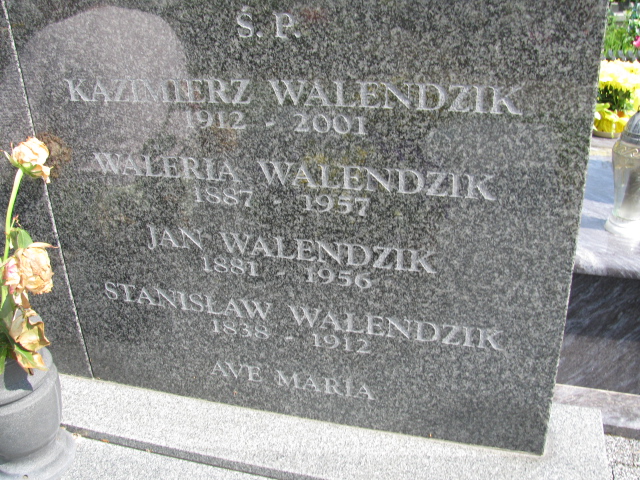 Ś. P.
KAZIMIERZ WALENDZIK
1912 - 2001
WALERIA WALENDZIK
1887 - 1957
JAN WALENDZIK
1881 - 1956
STANISŁAW WALENDZIK
1838 - 1912
AVE MARIA